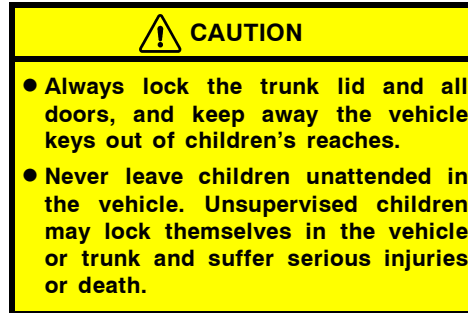 CAUTION
● Always lock the trunk lid and all
doors, and keep away the vehicle
keys out of children's reaches.
● Never leave children unattended in
the vehicle. Unsupervised children
may lock themselves in the vehicle
or trunk and suffer serious injuries
or death.